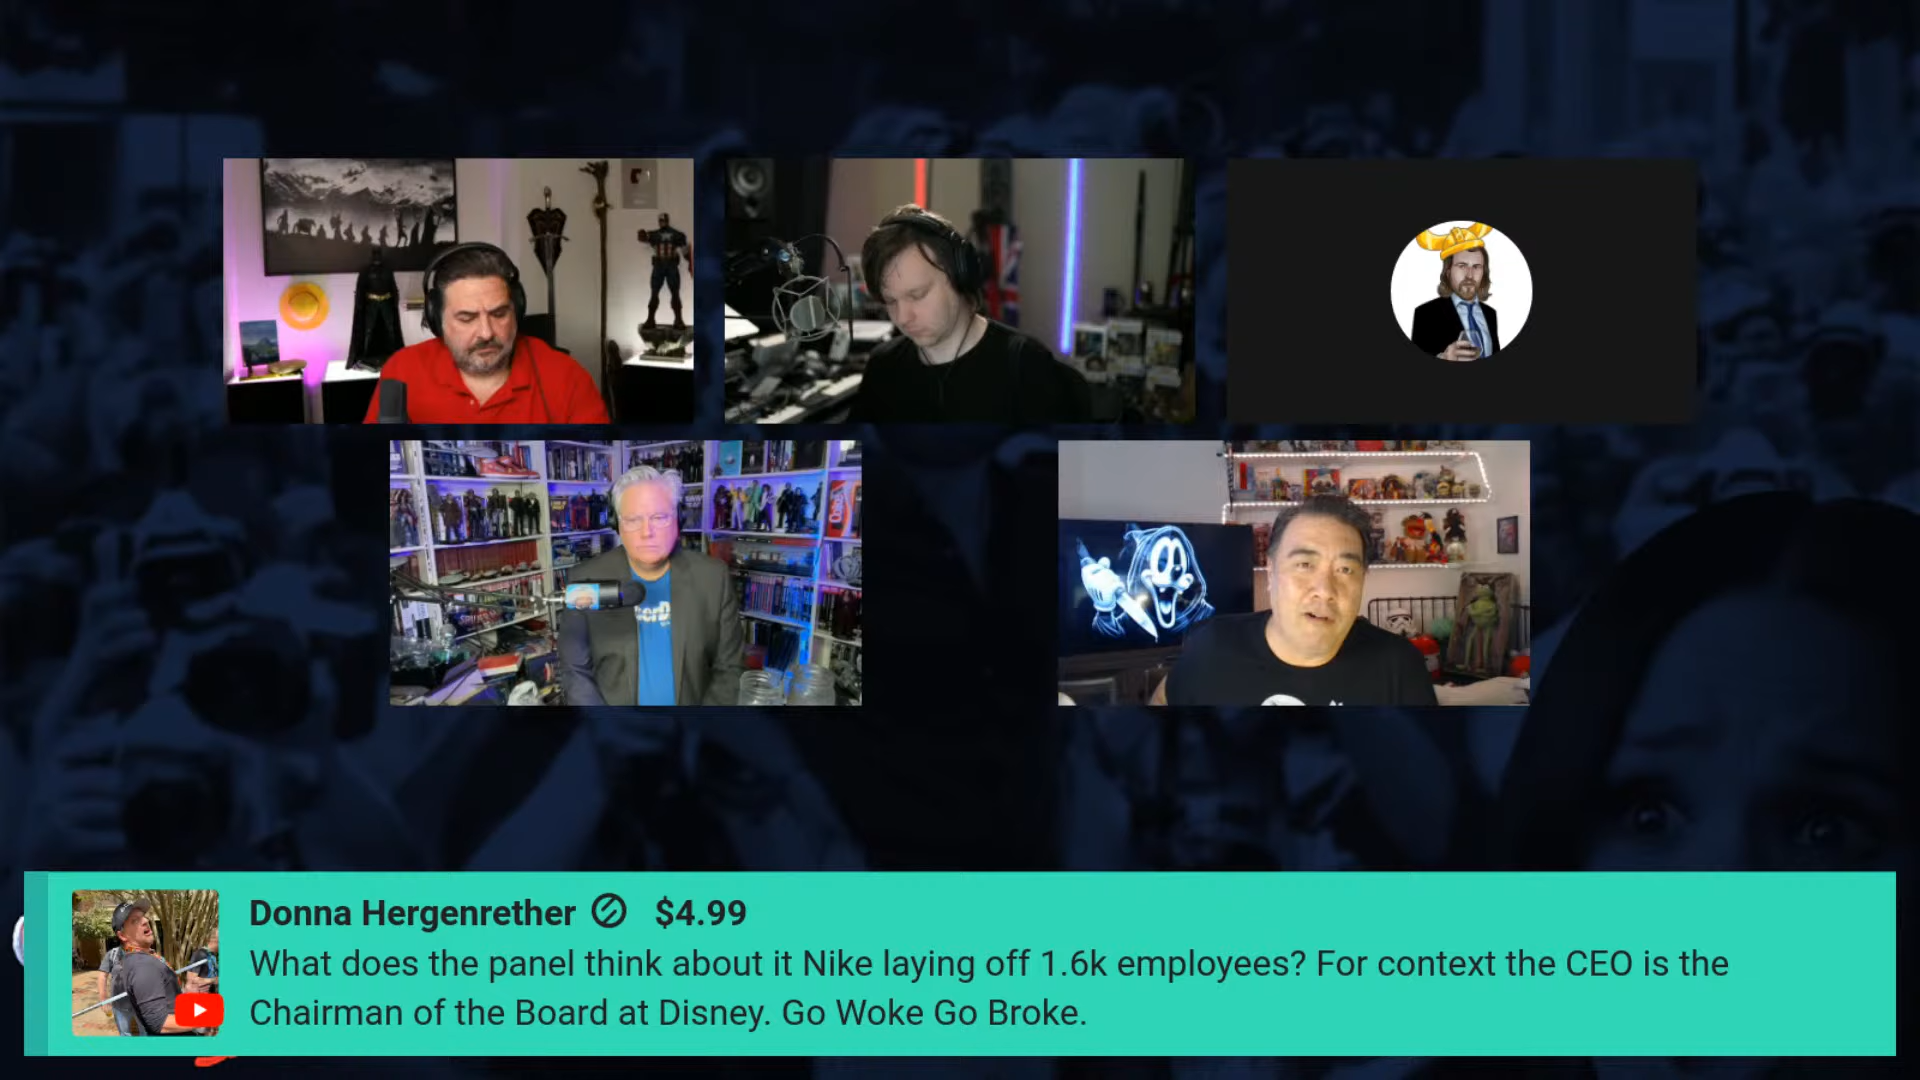 Donna Hergenrether $4.99
What does the panel think about it Nike laying off 1.6k employees? For context the CEO is the
Chairman of the Board at Disney. Go Woke Go Broke.